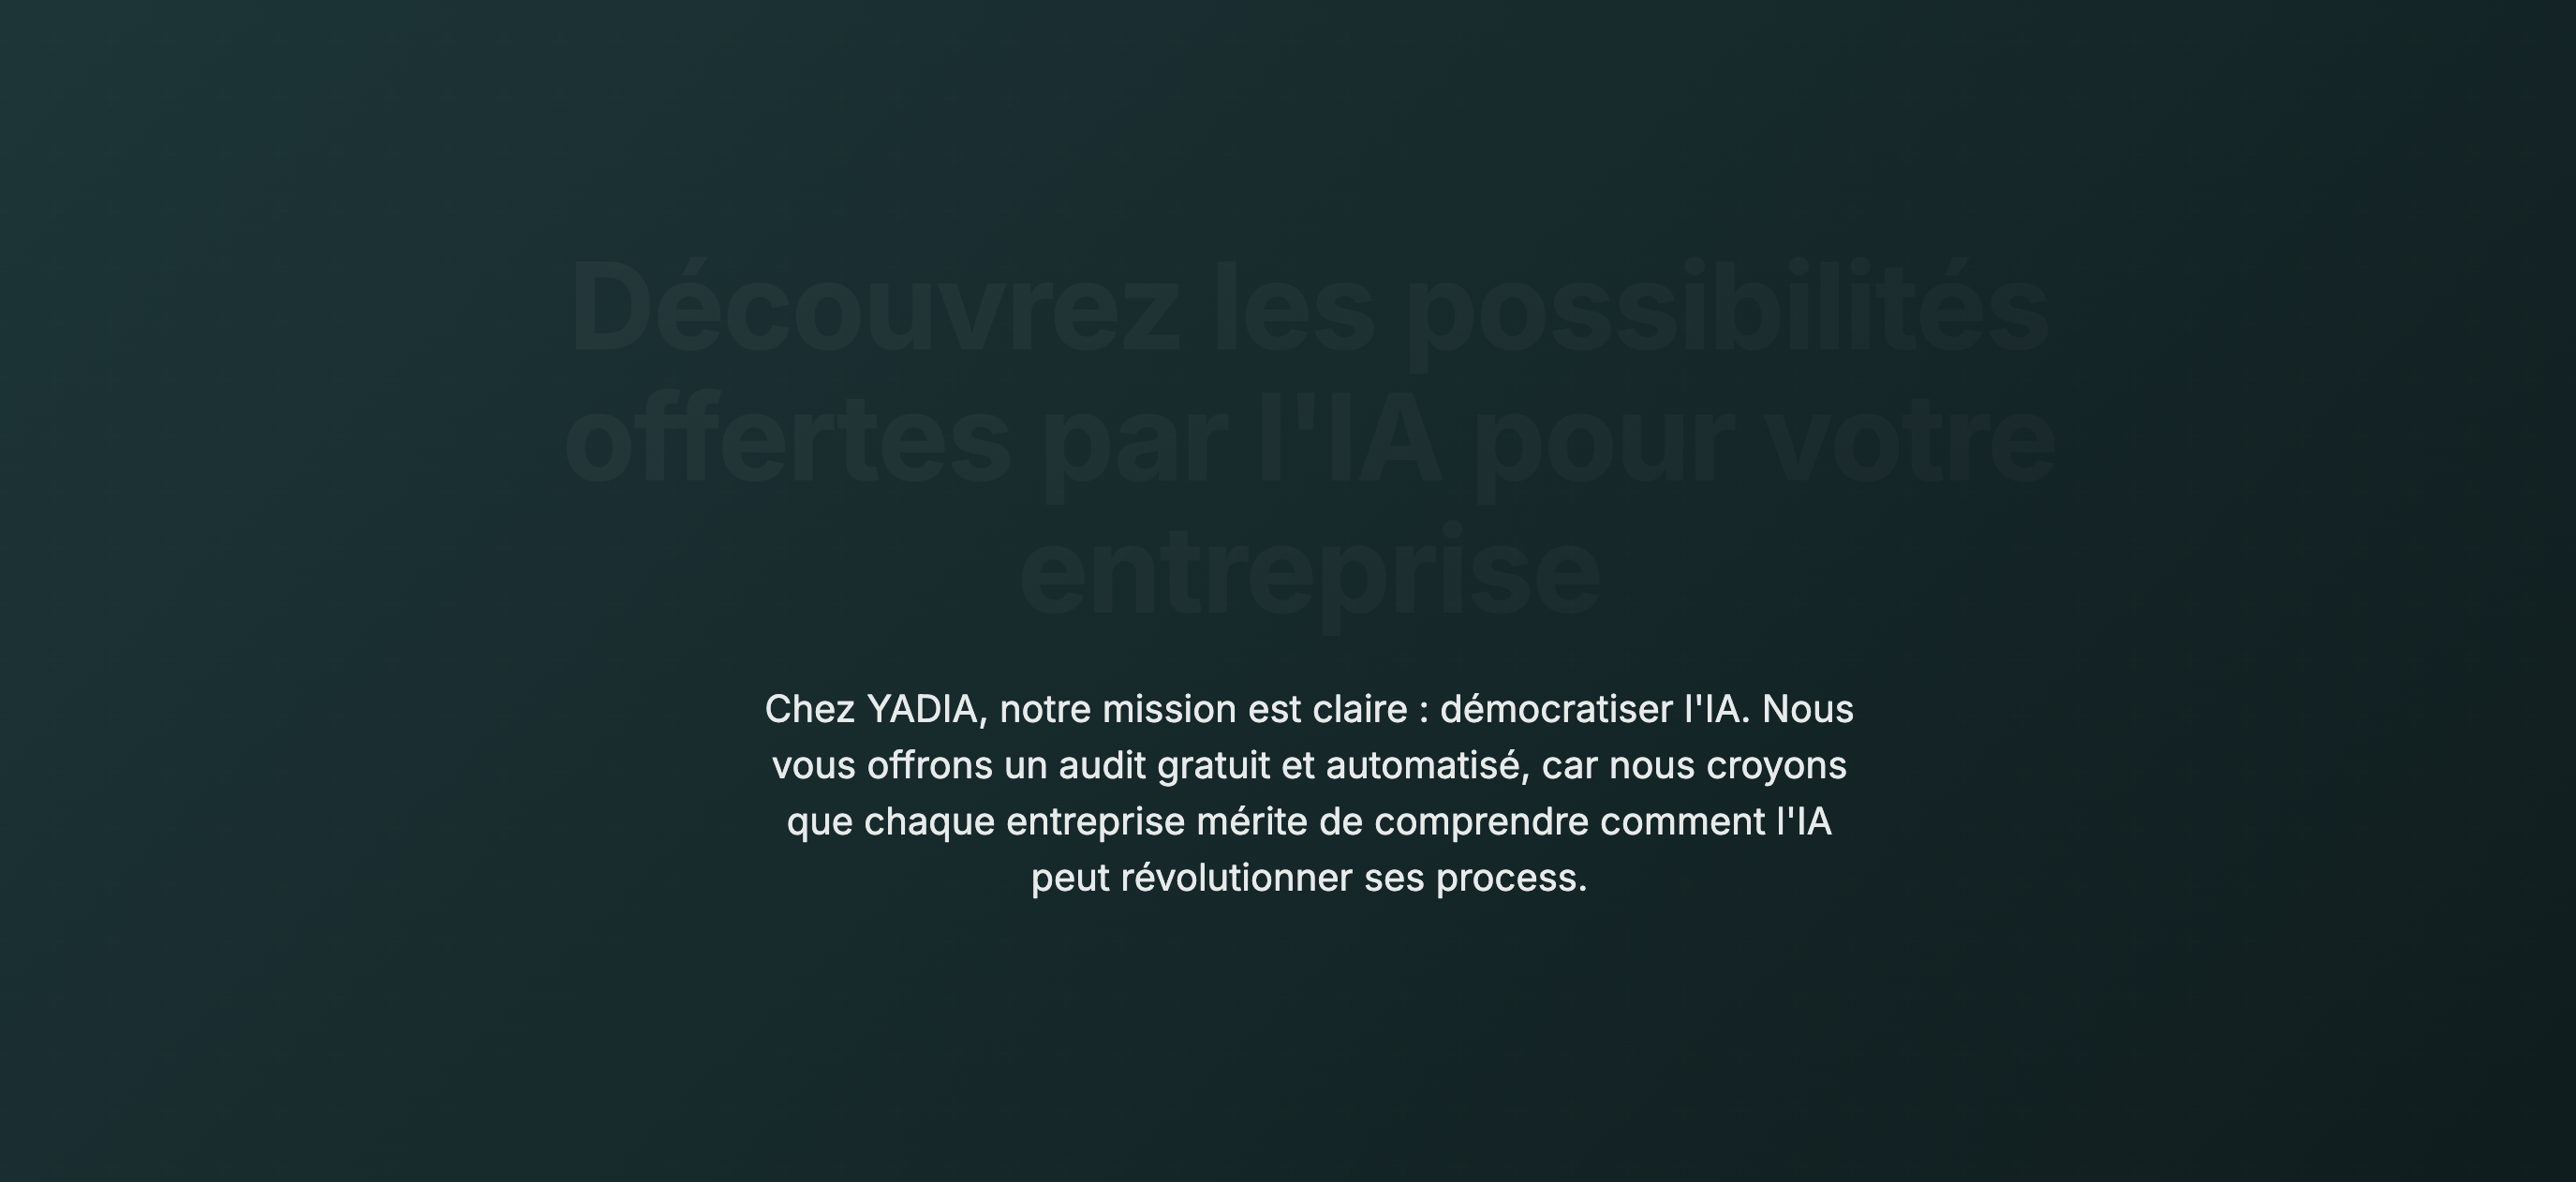 Découvrez les possibilités
offertes par l'IA pour votre
entreprise
Chez YADIA, notre mission est claire : démocratiser l'IA. Nous
vous offrons un audit gratuit et automatisé, car nous croyons
que chaque entreprise mérite de comprendre comment l'IA
peut révolutionner ses process.